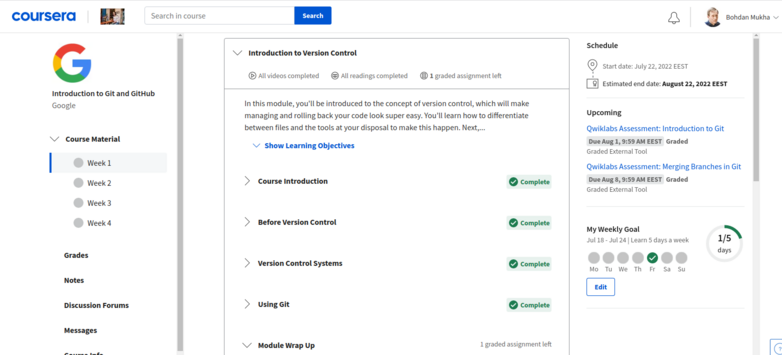 coursera
Search in course
Search
Bohdan Mukha
Introduction to Git and GitHub
Google
Course Material
Week 1
Week 2
Week 3
Week 4
Grades
Notes
Discussion Forums
Messages
Introduction to Version Control
All videos completed
All readings completed
1 graded assignment left
In this module, you'll be introduced to the concept of version control, which will make
managing and rolling back your code look super easy. You'll learn how to differentiate
between files and the tools at your disposal to make this happen. Next,...
Show Learning Objectives
Course Introduction
Complete
Before Version Control
Complete
Version Control Systems
Complete
Using Git
Complete
Module Wrap Up
1 graded assignment left
Schedule
Start date: July 22, 2022 EEST
Estimated end date: August 22, 2022 EEST
Upcoming
Qwiklabs Assessment: Introduction to Git
Due Aug 1, 9:59 AM EEST Graded
Graded External Tool
Qwiklabs Assessment: Merging Branches in Git
Due Aug 8, 9:59 AM EEST Graded
Graded External Tool
My Weekly Goal
Jul 18 - Jul 24 | Learn 5 days a week
1/5
days
Mo Tu We Th Fr Sa Su
Edit